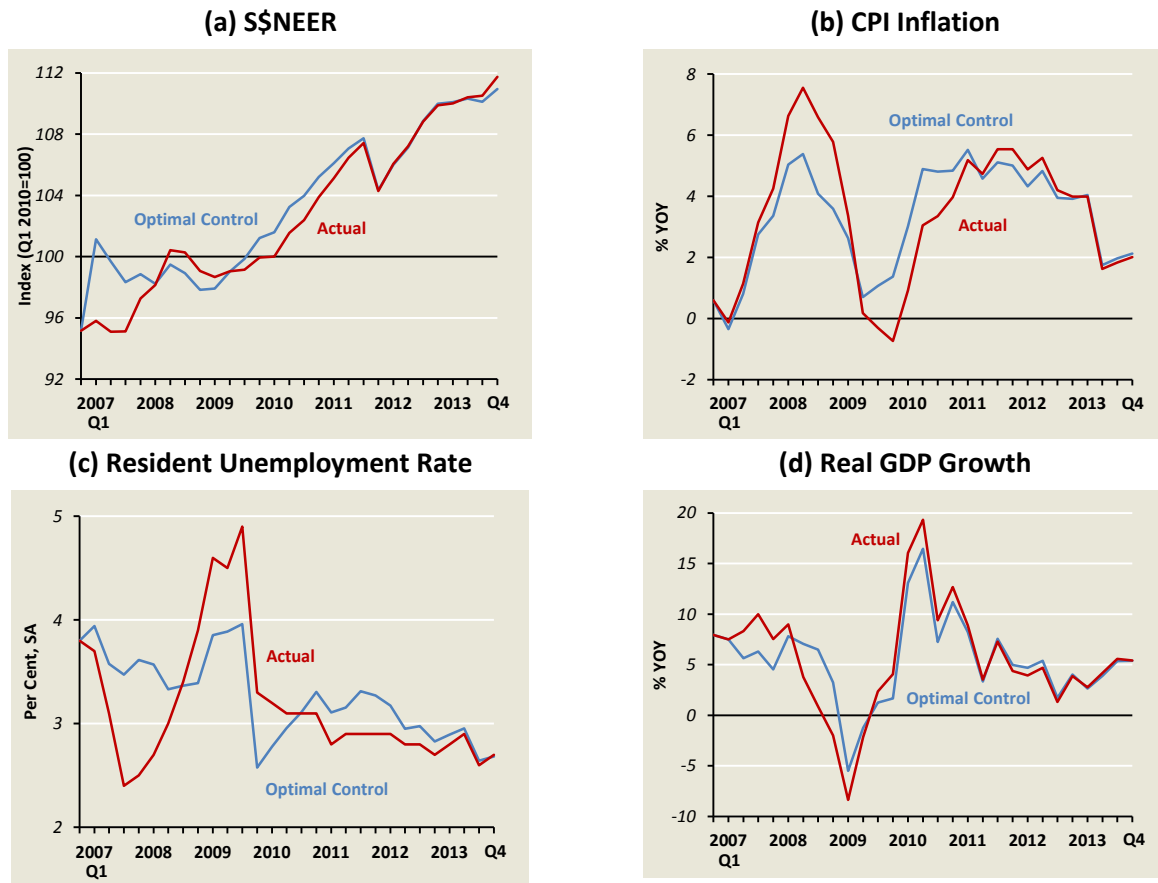 (a) S$NEER
Index (Q1 2010=100)
112
108
104
100
96
92
Optimal Control
Actual
2007 2008 2009 2010 2011 2012 2013 Q4
Q1
(b) CPI Inflation
% YOY
8
6
4
2
0
-2
Optimal Control
Actual
2007 2008 2009 2010 2011 2012 2013 Q4
Q1
(c) Resident Unemployment Rate
Per Cent, SA
5
4
3
2
Actual
Optimal Control
2007 2008 2009 2010 2011 2012 2013 Q4
Q1
(d) Real GDP Growth
% YOY
20
15
10
5
0
-5
-10
Actual
Optimal Control
2007 2008 2009 2010 2011 2012 2013 Q4
Q1